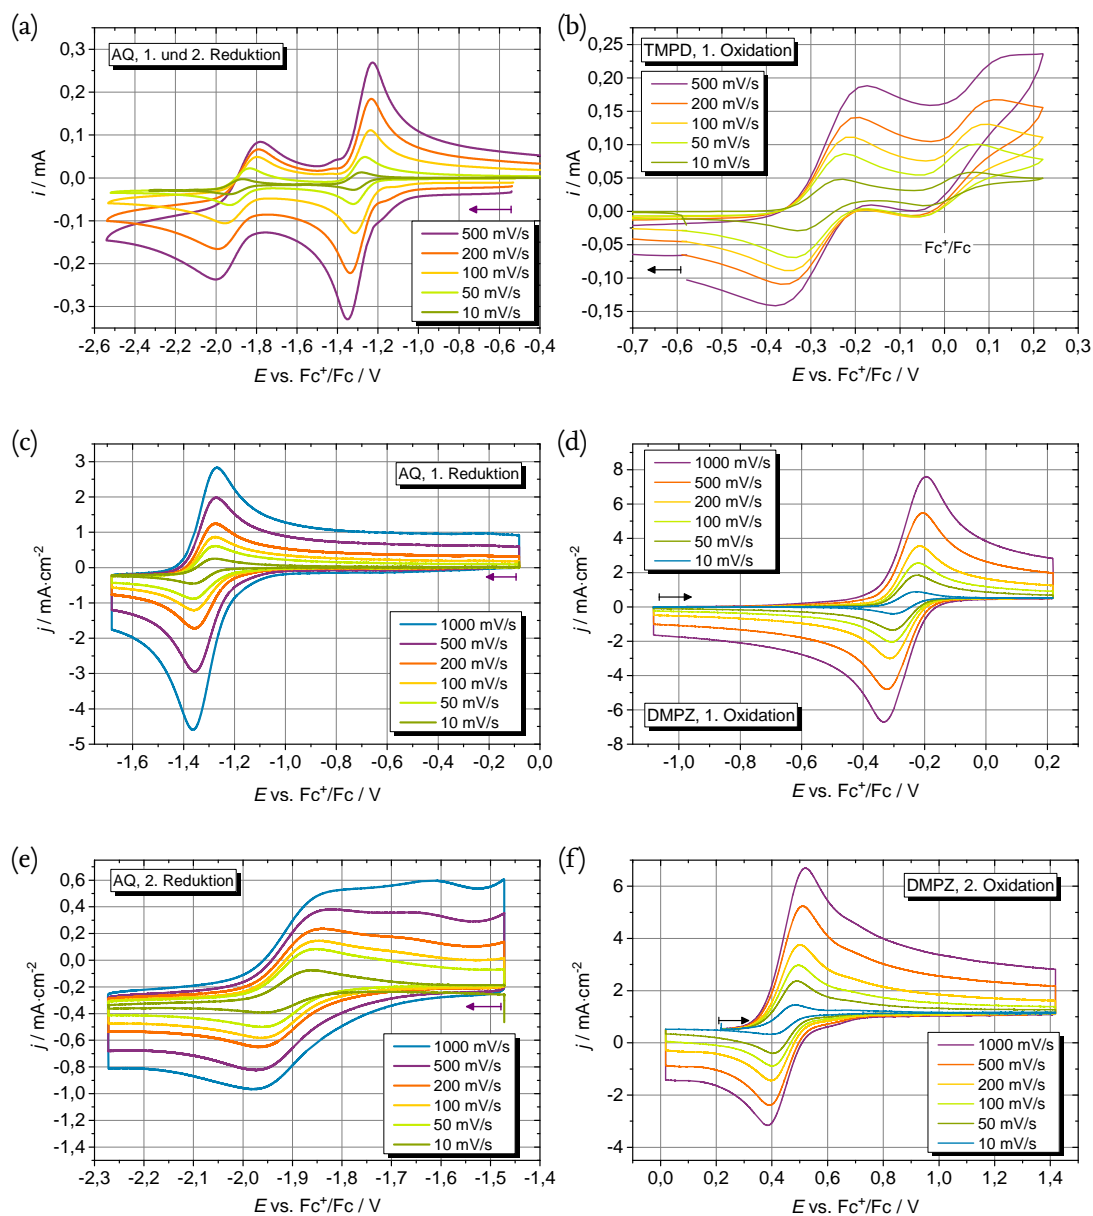 (a)
AQ, 1. und 2. Reduktion
0,3
0,2
0,1
0,0
-0,1
-0,2
-0,3
i / mA
500 mV/s
200 mV/s
100 mV/s
50 mV/s
10 mV/s
-2,6 -2,4 -2,2 -2,0 -1,8 -1,6 -1,4 -1,2 -1,0 -0,8 -0,6 -0,4
E vs. Fc⁺/Fc / V
(b)
TMPD, 1. Oxidation
0,25
0,20
0,15
0,10
0,05
0,00
-0,05
-0,10
-0,15
i / mA
500 mV/s
200 mV/s
100 mV/s
50 mV/s
10 mV/s
Fc⁺/Fc
-0,7 -0,6 -0,5 -0,4 -0,3 -0,2 -0,1 0,0 0,1 0,2 0,3
E vs. Fc⁺/Fc / V
(c)
AQ, 1. Reduktion
3
2
1
0
-1
-2
-3
-4
-5
j / mA·cm⁻²
1000 mV/s
500 mV/s
200 mV/s
100 mV/s
50 mV/s
10 mV/s
-1,6 -1,4 -1,2 -1,0 -0,8 -0,6 -0,4 -0,2 0,0
E vs. Fc⁺/Fc / V
(d)
8
6
4
2
0
-2
-4
-6
-8
j / mA·cm⁻²
1000 mV/s
500 mV/s
200 mV/s
100 mV/s
50 mV/s
10 mV/s
DMPZ, 1. Oxidation
-1,0 -0,8 -0,6 -0,4 -0,2 0,0 0,2
E vs. Fc⁺/Fc / V
(e)
AQ, 2. Reduktion
0,6
0,4
0,2
0,0
-0,2
-0,4
-0,6
-0,8
-1,0
-1,2
-1,4
j / mA·cm⁻²
1000 mV/s
500 mV/s
200 mV/s
100 mV/s
50 mV/s
10 mV/s
-2,3 -2,2 -2,1 -2,0 -1,9 -1,8 -1,7 -1,6 -1,5 -1,4
E vs. Fc⁺/Fc / V
(f)
DMPZ, 2. Oxidation
6
4
2
0
-2
-4
j / mA·cm⁻²
1000 mV/s
500 mV/s
200 mV/s
100 mV/s
50 mV/s
10 mV/s
0,0 0,2 0,4 0,6 0,8 1,0 1,2 1,4
E vs. Fc⁺/Fc / V